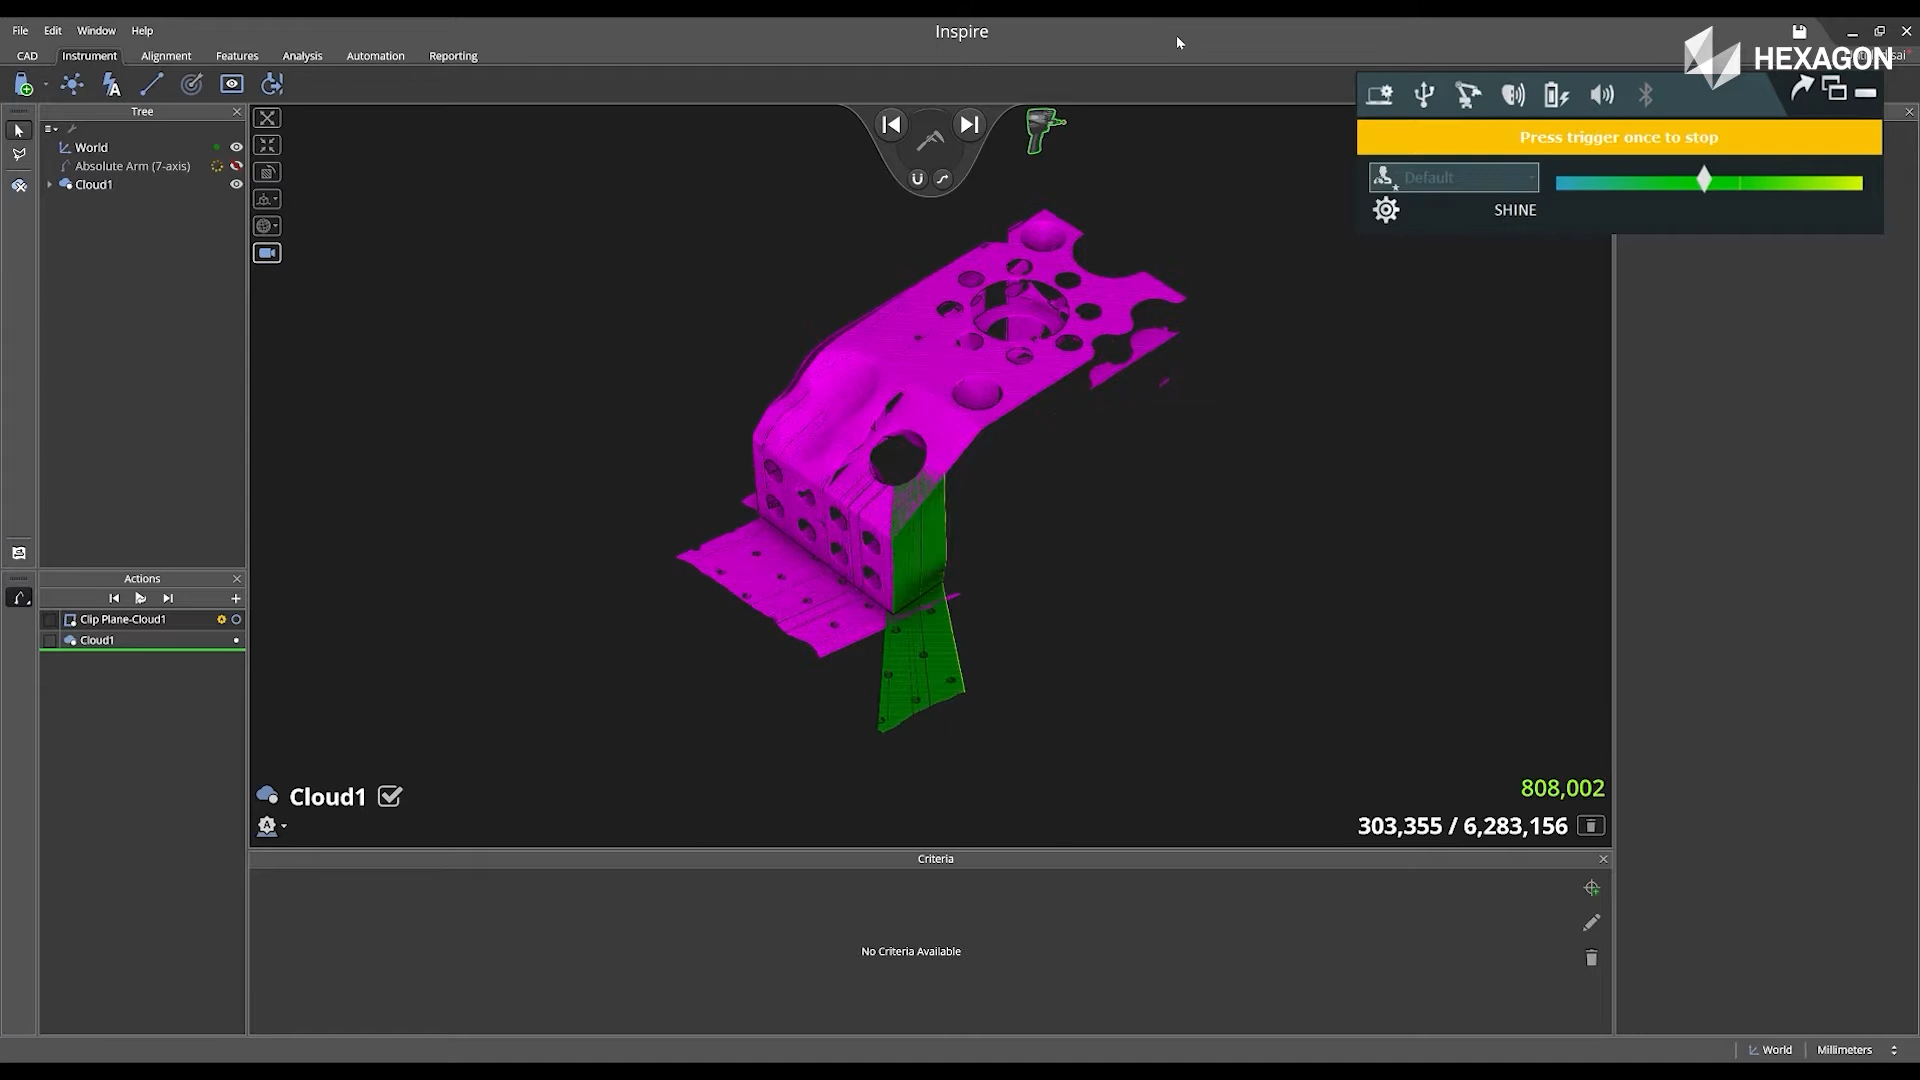 File Edit Window Help
Inspire
HEXAGON
CAD Instrument Alignment Features Analysis Automation Reporting
Tree
World
Absolute Arm (7-axis)
Cloud1
Press trigger once to stop
Default
SHINE
Actions
Clip Plane-Cloud1
Cloud1
Cloud1
808,002
303,355 / 6,283,156
Criteria
No Criteria Available
World Millimeters